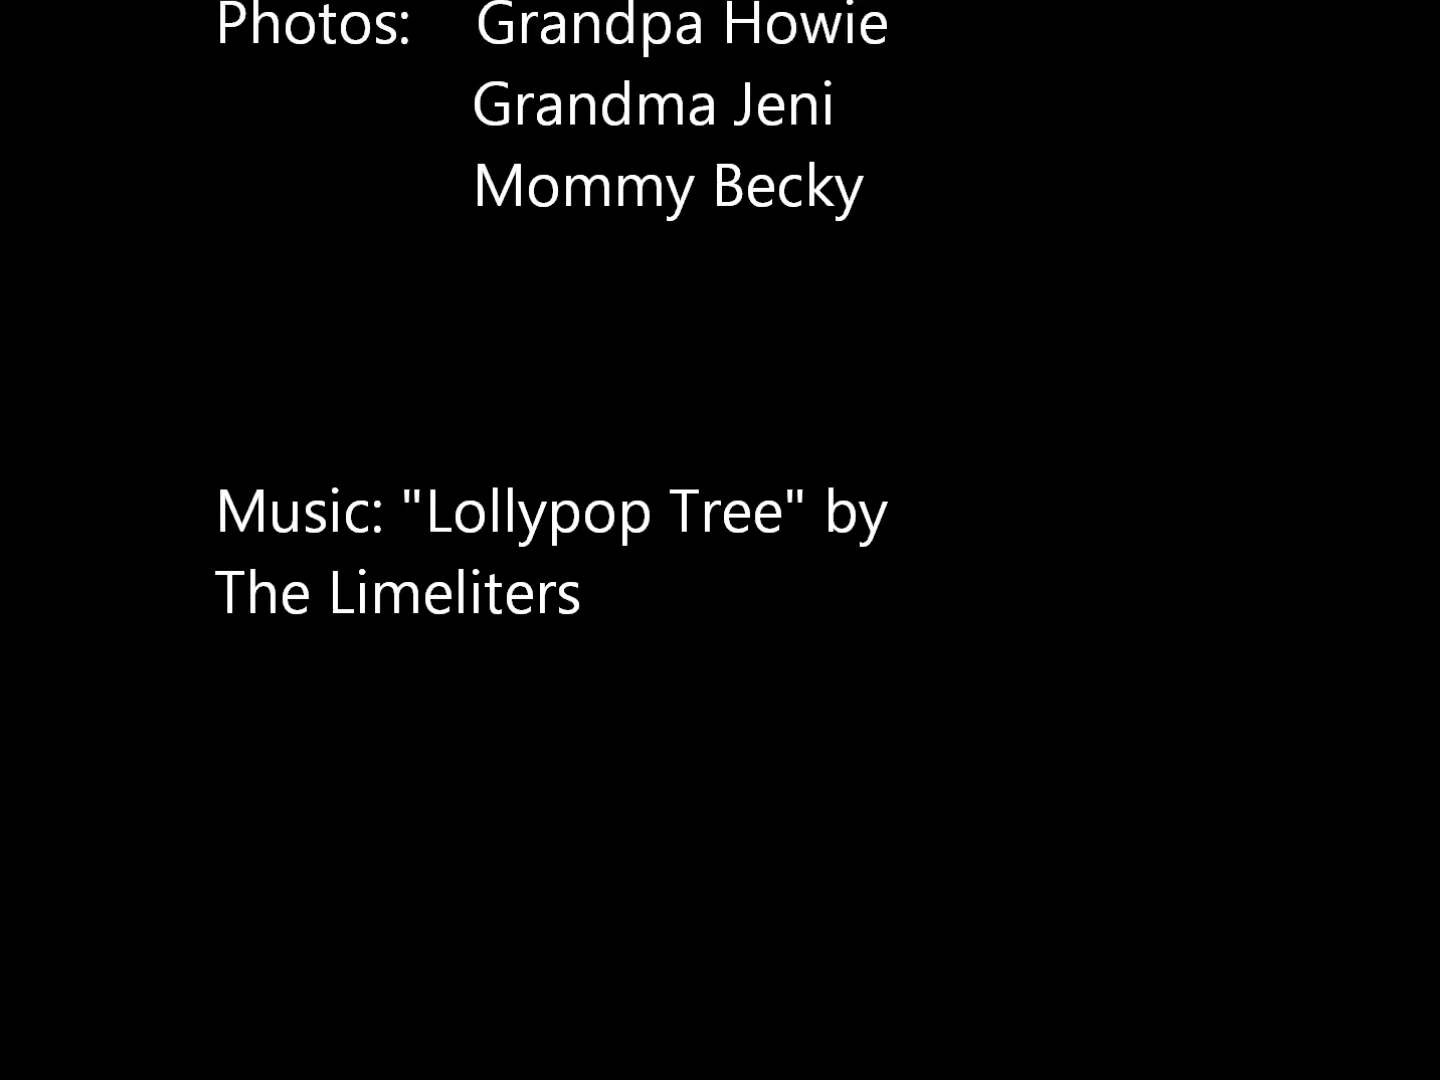 Photos: Grandpa Howie
Grandma Jeni
Mommy Becky
Music: "Lollypop Tree" by
The Limeliters